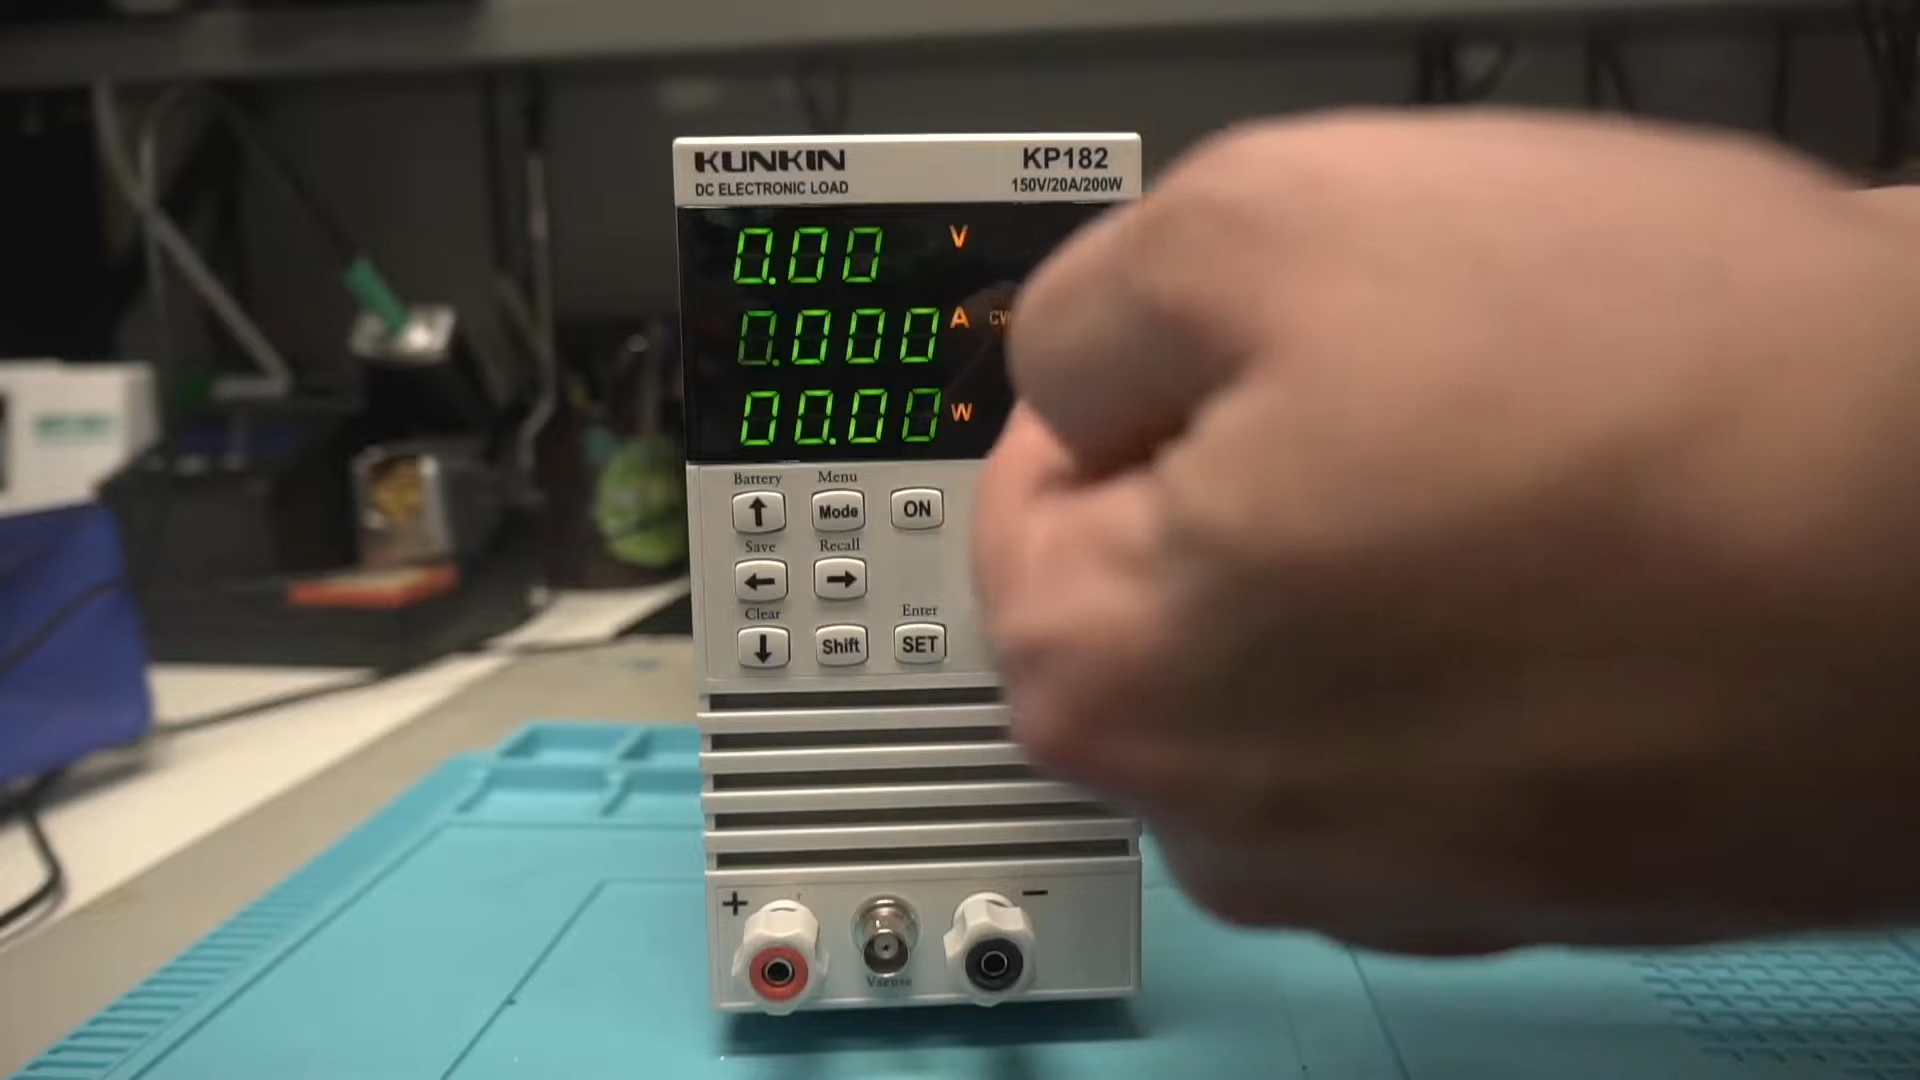 KUNKIN KP182
DC ELECTRONIC LOAD 150V/20A/200W
0.00 V
0.000 A
00.00 W
Battery Menu
↑ Mode ON
Save Recall
← →
Clear Enter
↓ Shift SET
+ −
Vsense